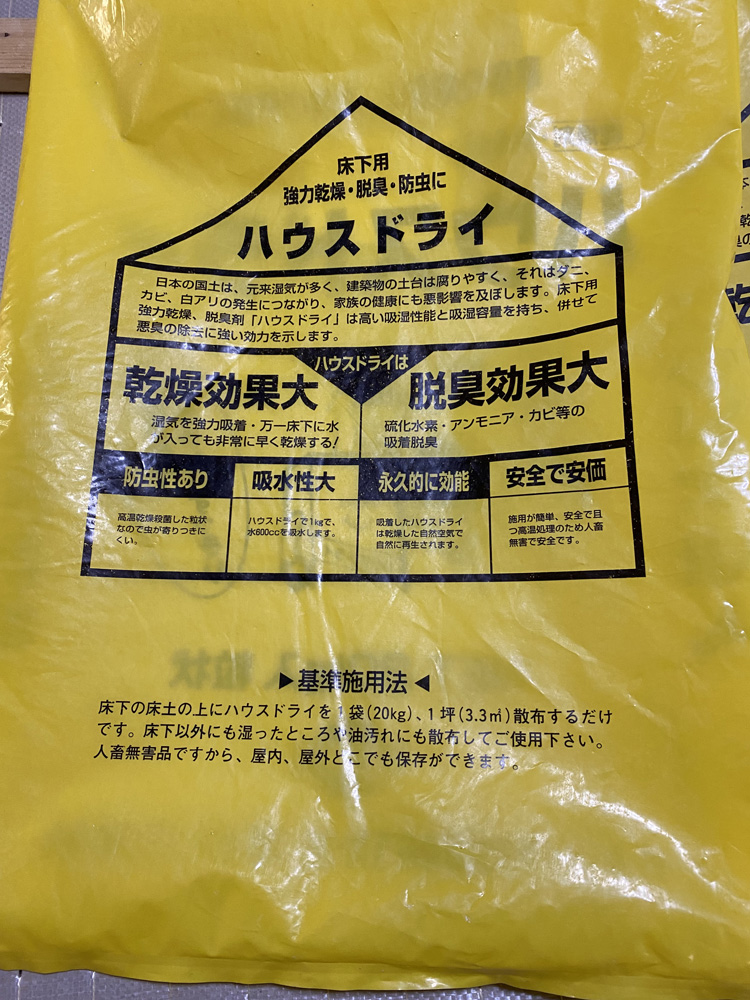 床下用
強力乾燥・脱臭・防虫に
ハウスドライ
日本の国土は、元来湿気が多く、建築物の土台は腐りやすく、それはダニ、
カビ、白アリの発生につながり、家族の健康にも悪影響を及ぼします。床下用
強力乾燥、脱臭剤「ハウスドライ」は高い吸湿性能と吸湿容量を持ち、併せて
悪臭の除去に強い効力を示します。
ハウスドライは
乾燥効果大
湿気を強力吸着・万一床下に水
が入っても非常に早く乾燥する!
脱臭効果大
硫化水素・アンモニア・カビ等の
吸着脱臭
防虫性あり
高温乾燥殺菌した粒状
なので虫が寄りつきに
くい。
吸水性大
ハウスドライで1kgで、
水600ccを吸水します。
永久的に効能
吸着したハウスドライ
は乾燥した自然空気で
自然に再生されます。
安全で安価
施用が簡単、安全で且
つ高温処理のため人畜
無害で安全です。
▶基準施用法◀
床下の床土の上にハウスドライを1袋(20kg)、1坪(3.3㎡)散布するだけ
です。床下以外にも湿ったところや油汚れにも散布してご使用下さい。
人畜無害品ですから、屋内、屋外どこでも保存ができます。